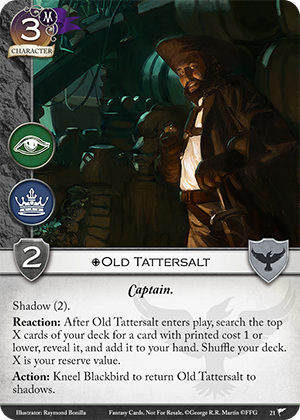 3
CHARACTER
2
OLD TATTERSALT
Captain.
Shadow (2).
Reaction: After Old Tattersalt enters play, search the top
X cards of your deck for a card with printed cost 1 or
lower, reveal it, and add it to your hand. Shuffle your deck.
X is your reserve value.
Action: Kneel Blackbird to return Old Tattersalt to
shadows.
Illustrator: Raymond Bonilla Fantasy Cards. Not For Resale. ©George R.R. Martin ©FFG 21